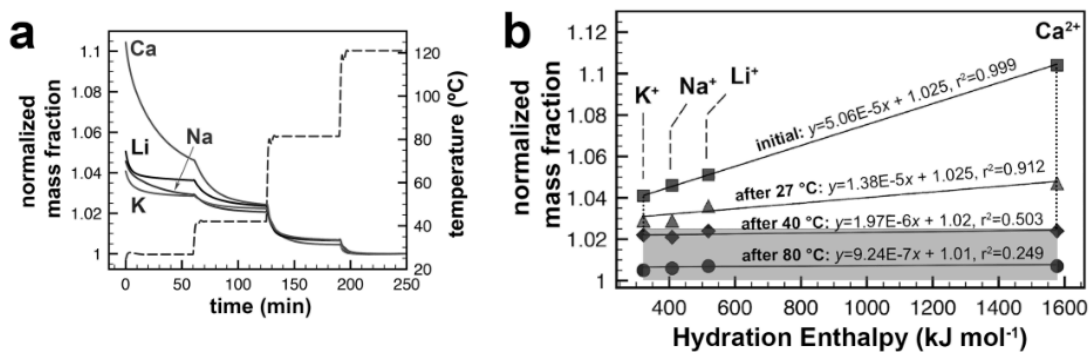 a
normalized
mass fraction
1.1
1.08
1.06
1.04
1.02
1
Ca
Li
Na
K
0
50
100
150
200
250
time (min)
120
100
80
60
40
20
temperature (ºC)
b
normalized
mass fraction
1.12
1.10
1.08
1.06
1.04
1.02
1
K⁺
Na⁺
Li⁺
Ca²⁺
initial: y=5.06E-5x + 1.025, r²=0.999
after 27 °C: y=1.38E-5x + 1.025, r²=0.912
after 40 °C: y=1.97E-6x + 1.02, r²=0.503
after 80 °C: y=9.24E-7x + 1.01, r²=0.249
400
600
800
1000
1200
1400
1600
Hydration Enthalpy (kJ mol⁻¹)